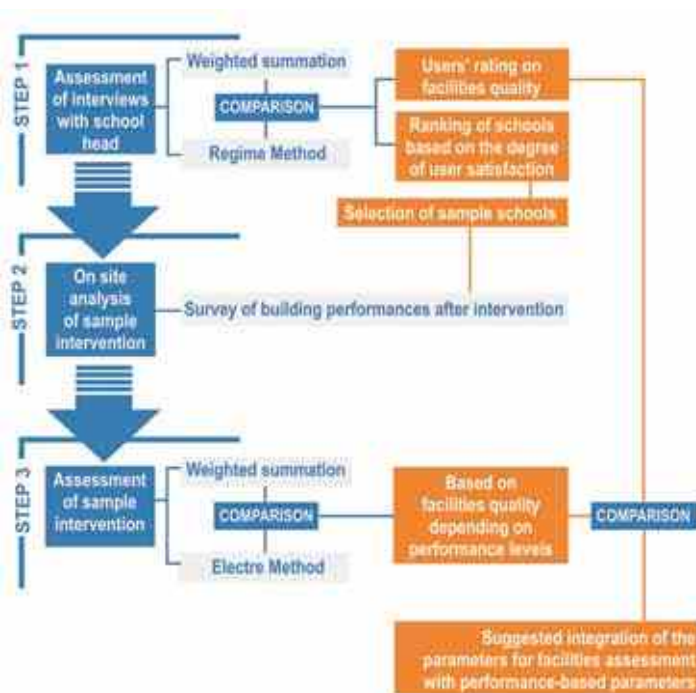 STEP 1
Assessment
of interviews
with school
head
Weighted summation
COMPARISON
Regime Method
Users' rating on
facilities quality
Ranking of schools
based on the degree
of user satisfaction
Selection of sample schools
STEP 2
On site
analysis
of sample
intervention
Survey of building performances after intervention
STEP 3
Assessment
of sample
intervention
Weighted summation
COMPARISON
Electre Method
Based on
facilities quality
depending on
performance levels
COMPARISON
Suggested integration of the
parameters for facilities assessment
with performance-based parameters